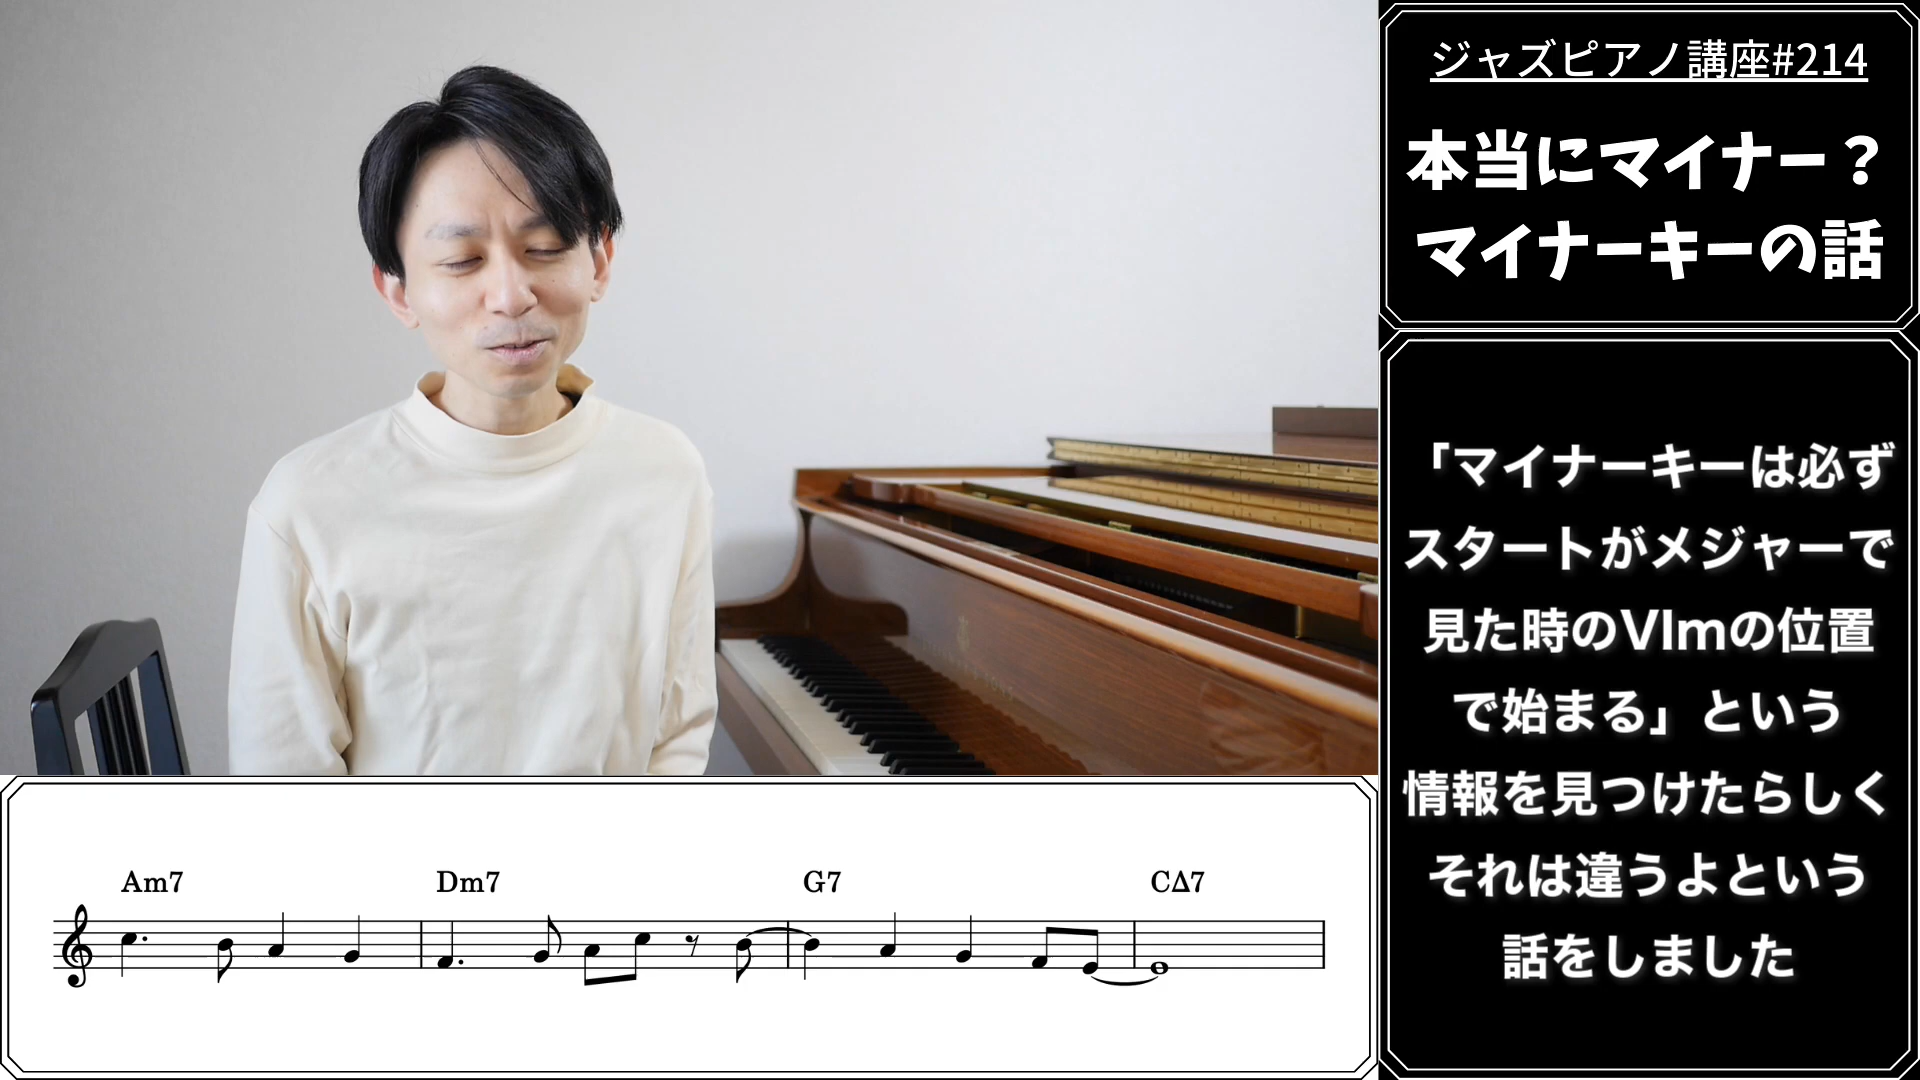 ジャズピアノ講座#214
本当にマイナー？
マイナーキーの話
「マイナーキーは必ず
スタートがメジャーで
見た時のVImの位置
で始まる」という
情報を見つけたらしく
それは違うよという
話をしました
Am7 Dm7 G7 CΔ7